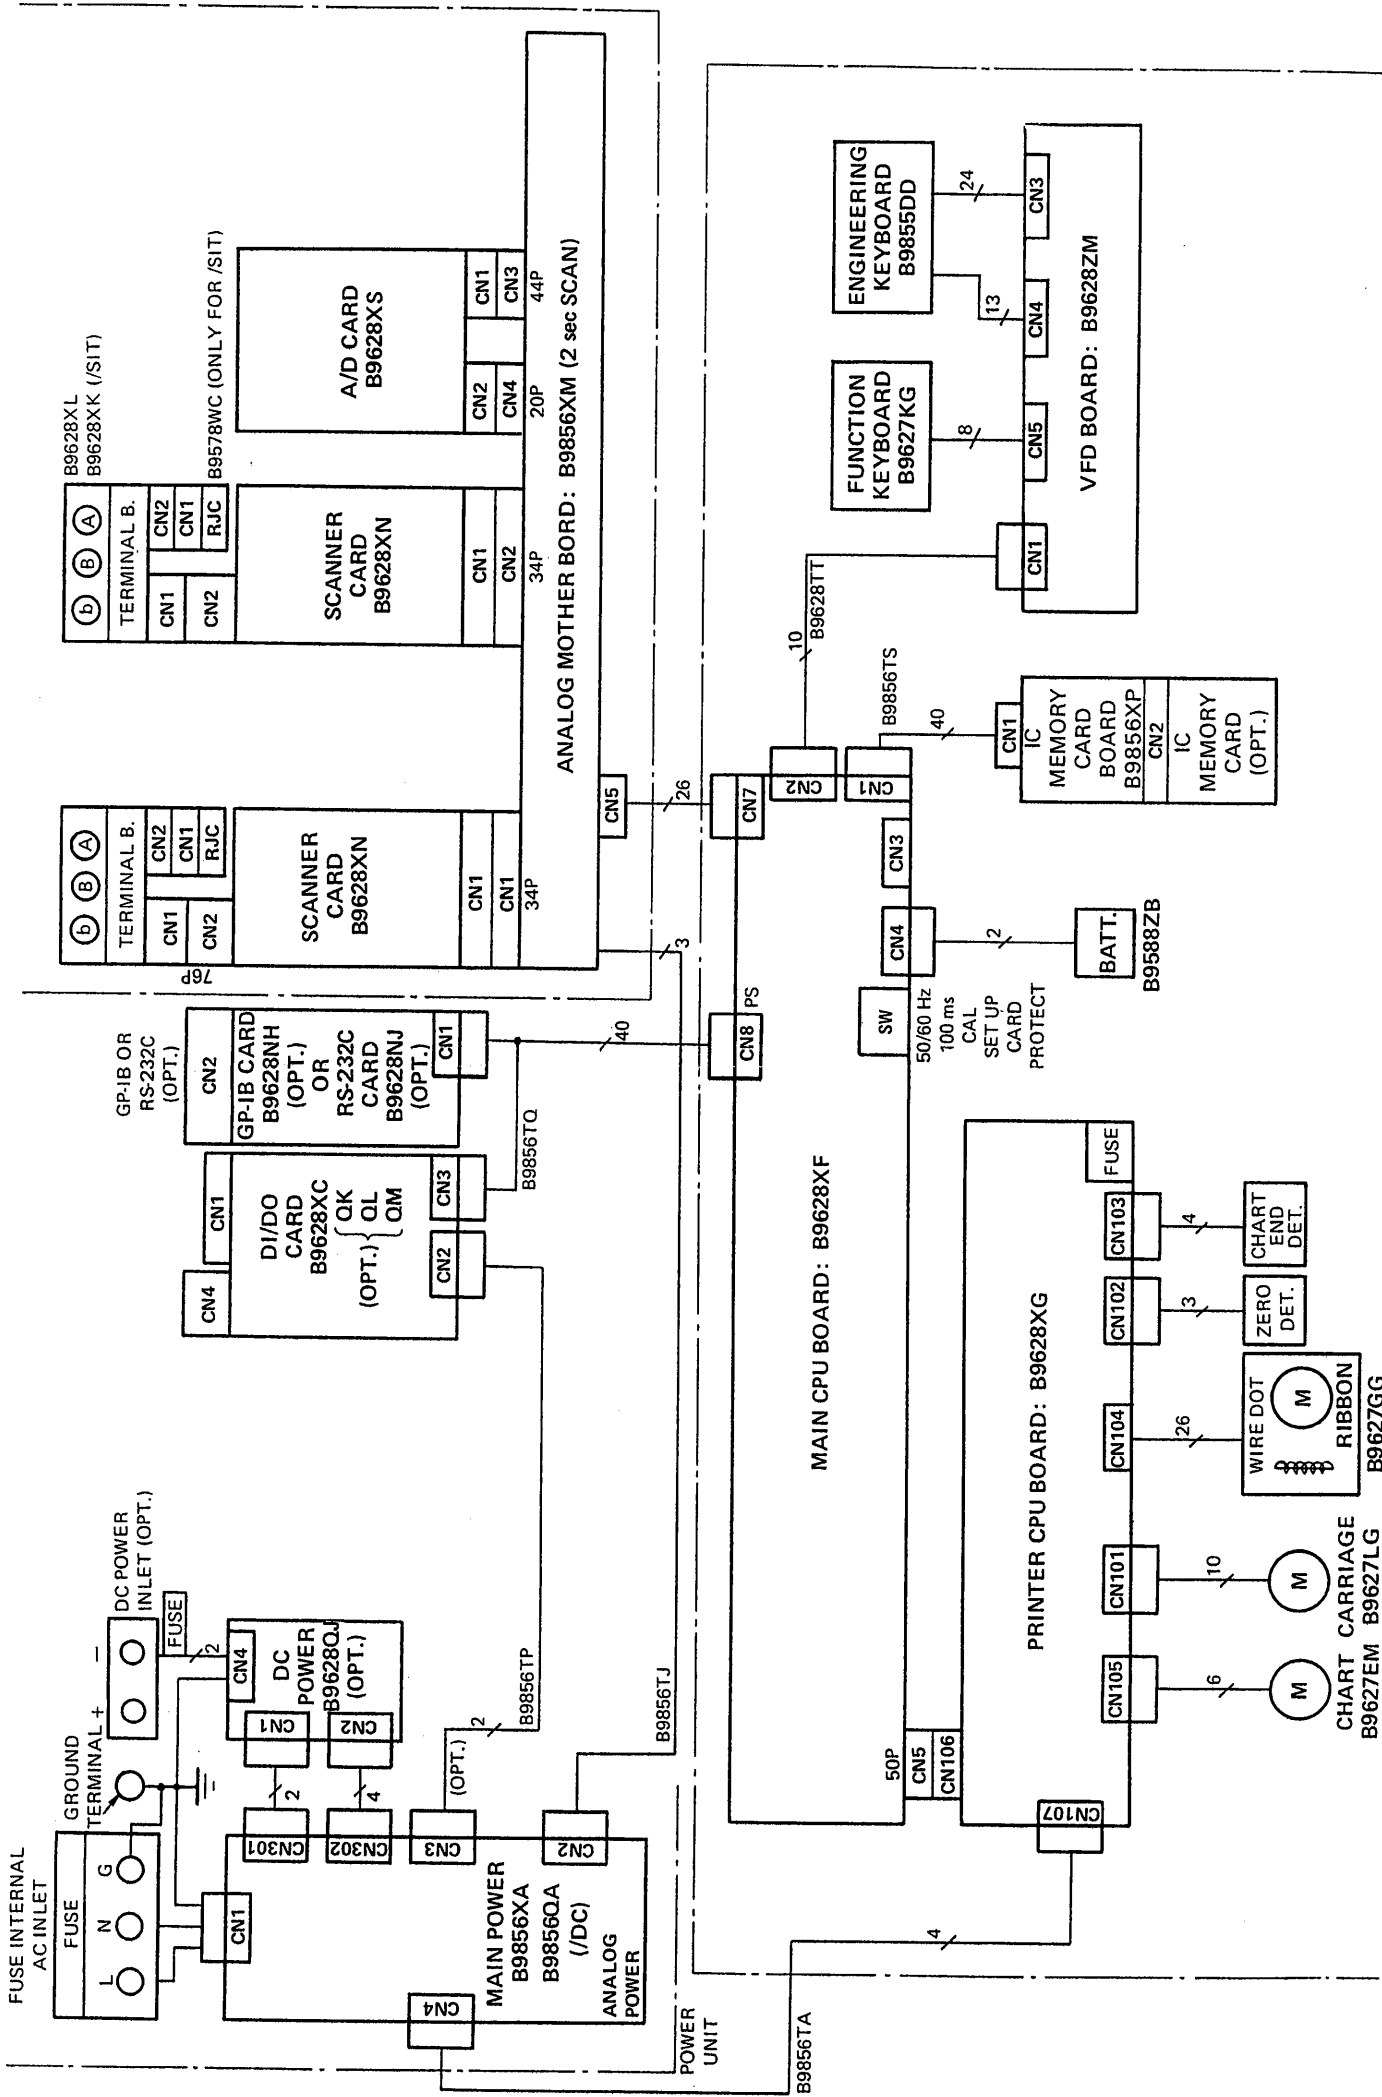 FUSE INTERNAL
AC INLET
FUSE
L
N
G
GROUND
TERMINAL
+
−
DC POWER
INLET (OPT.)
FUSE
2
CN4
DC
POWER
B9628QJ
(OPT.)
CN1
CN2
2
4
CN1
CN301
CN302
CN3
CN2
CN4
MAIN POWER
B9856XA
B9856QA
(/DC)
ANALOG
POWER
POWER
UNIT
(OPT.)
2
B9856TP
B9856TJ
B9856TA
4
CN4
CN1
DI/DO
CARD
B9628XC
(OPT.)
QK
QL
QM
CN2
CN3
B9856TQ
GP-IB OR
RS-232C
(OPT.)
CN2
GP-IB CARD
B9628NH
(OPT.)
OR
RS-232C
CARD
B9628NJ
(OPT.)
CN1
40
3
b
B
A
TERMINAL B.
CN1
CN2
CN2
CN1
RJC
76P
SCANNER
CARD
B9628XN
CN1
CN1
34P
b
B
A
B9628XL
B9628XK (/SIT)
TERMINAL B.
CN1
CN2
CN2
CN1
RJC
B9578WC (ONLY FOR /SIT)
SCANNER
CARD
B9628XN
CN1
CN2
34P
A/D CARD
B9628XS
CN2
CN4
20P
CN1
CN3
44P
ANALOG MOTHER BORD: B9856XM (2 sec SCAN)
CN5
26
CN8
PS
CN7
CN2
CN1
CN3
CN4
SW
50/60 Hz
100 ms
CAL
SET UP
CARD
PROTECT
MAIN CPU BOARD: B9628XF
50P
CN5
CN106
2
BATT.
B9588ZB
10
B9628TT
B9856TS
40
CN1
IC
MEMORY
CARD
BOARD
B9856XP
CN2
IC
MEMORY
CARD
(OPT.)
FUNCTION
KEYBOARD
B9627KG
8
ENGINEERING
KEYBOARD
B9855DD
13
24
CN1
CN5
CN4
CN3
VFD BOARD: B9628ZM
PRINTER CPU BOARD: B9628XG
FUSE
CN107
CN105
CN101
CN104
CN102
CN103
6
10
26
3
4
M
CHART
B9627EM
M
CARRIAGE
B9627LG
WIRE DOT
M
RIBBON
B9627GG
ZERO
DET.
CHART
END
DET.